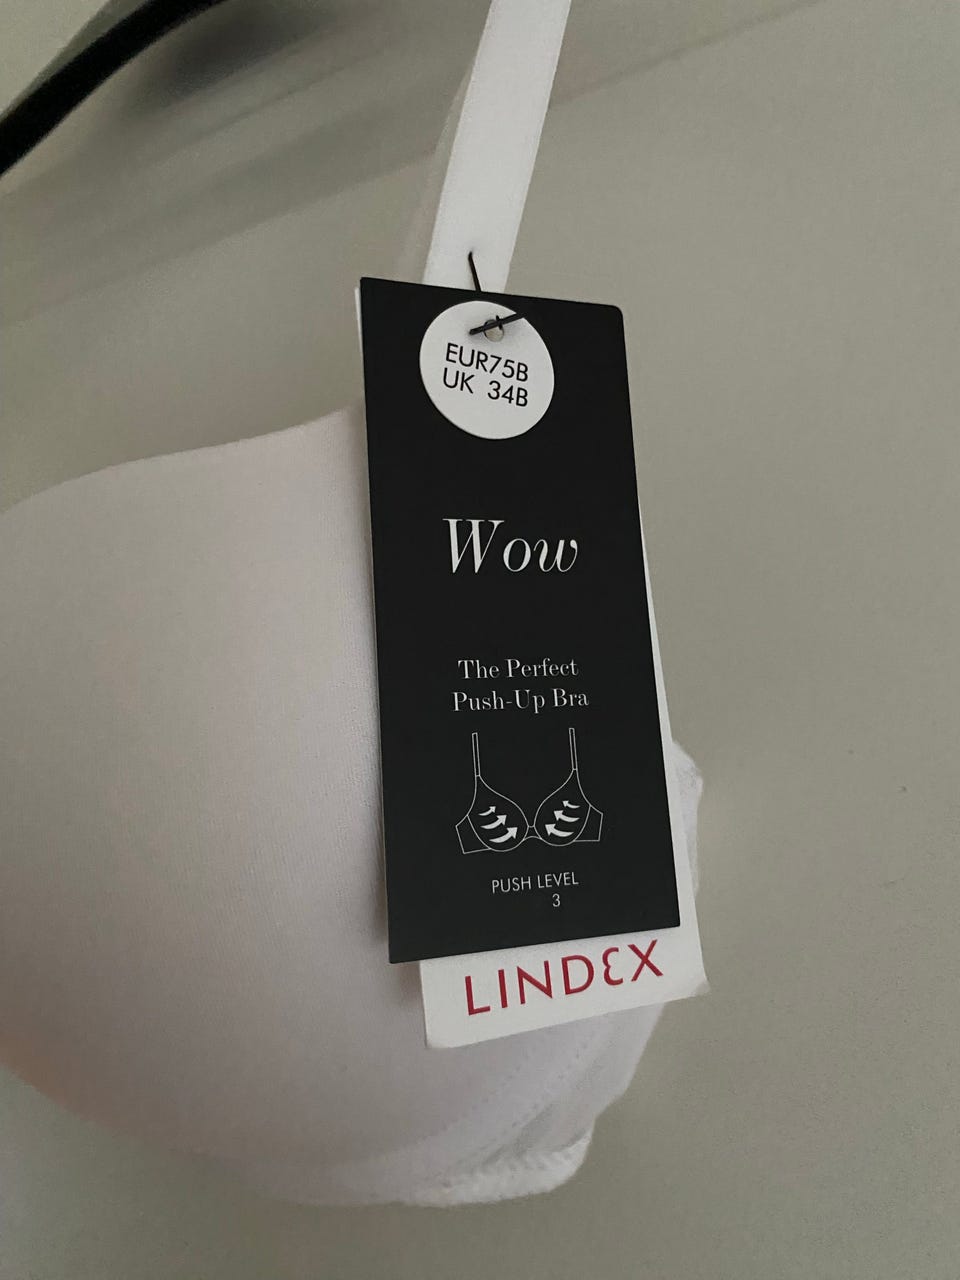 EUR75B
UK 34B
Wow
The Perfect
Push-Up Bra
PUSH LEVEL
3
LINDEX